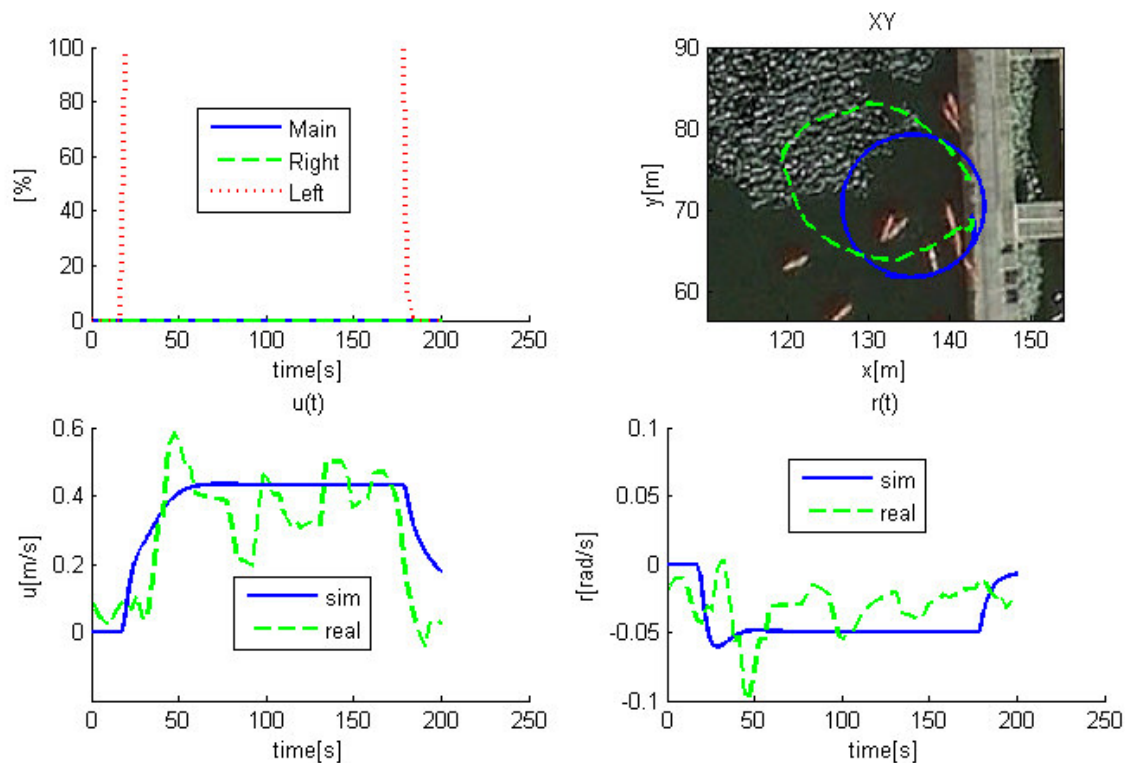 100
80
60
40
20
0
[%]
0 50 100 150 200 250
time[s]
Main
Right
Left
XY
90
80
70
60
y[m]
120 130 140 150
x[m]
u(t)
0.6
0.4
0.2
0
u[m/s]
sim
real
0 50 100 150 200 250
time[s]
r(t)
0.1
0.05
0
-0.05
-0.1
r[rad/s]
sim
real
0 50 100 150 200 250
time[s]